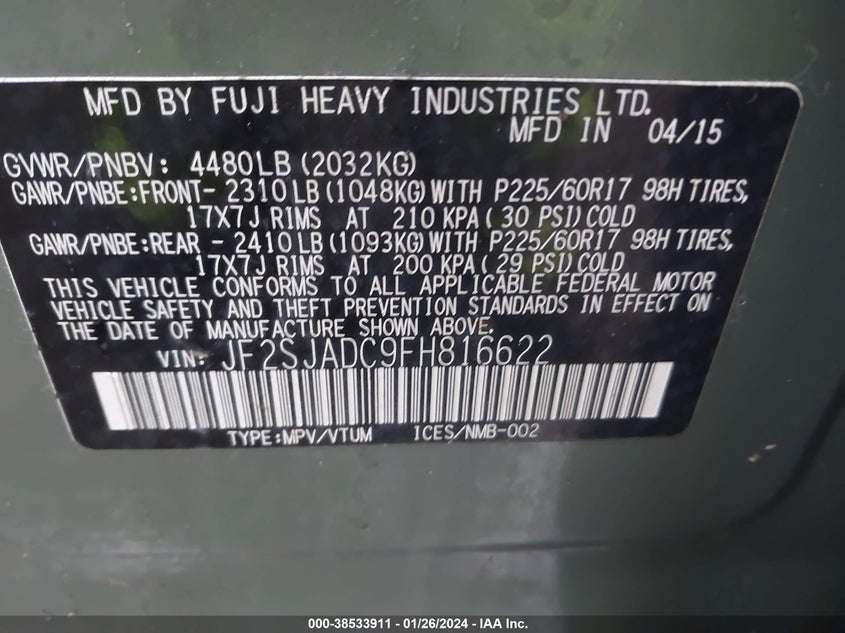 MFD BY FUJI HEAVY INDUSTRIES LTD.
MFD IN 04/15
GVWR/PNBV: 4480LB (2032KG)
GAWR/PNBE:FRONT- 2310LB (1048KG) WITH P225/60R17 98H TIRES,
17X7J RIMS AT 210 KPA ( 30 PSI) COLD
GAWR/PNBE:REAR - 2410LB (1093KG) WITH P225/60R17 98H TIRES,
17X7J RIMS AT 200 KPA ( 29 PSI) COLD
THIS VEHICLE CONFORMS TO ALL APPLICABLE FEDERAL MOTOR
VEHICLE SAFETY AND THEFT PREVENTION STANDARDS IN EFFECT ON
THE DATE OF MANUFACTURE SHOWN ABOVE.
VIN: JF2SJADC9FH816622
TYPE:MPV/VTUM ICES/NMB-002
000-38533911 - 01/26/2024 - IAA Inc.